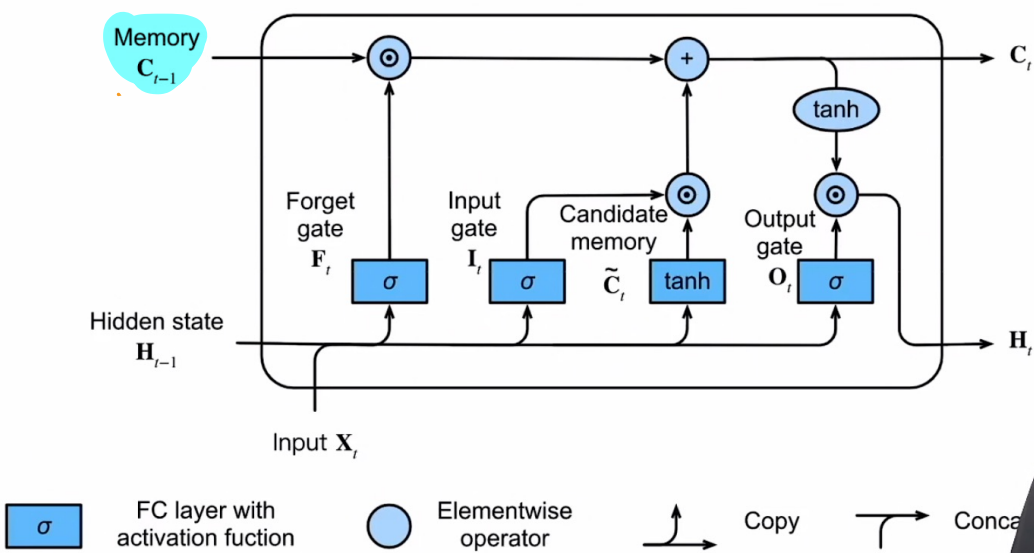 Memory
C_{t-1}
⊙
+
C_t
tanh
Forget
gate
F_t
Input
gate
I_t
Candidate
memory
C̃_t
Output
gate
O_t
⊙
⊙
σ
σ
tanh
σ
Hidden state
H_{t-1}
H_t
Input X_t
σ
FC layer with
activation fuction
Elementwise
operator
Copy